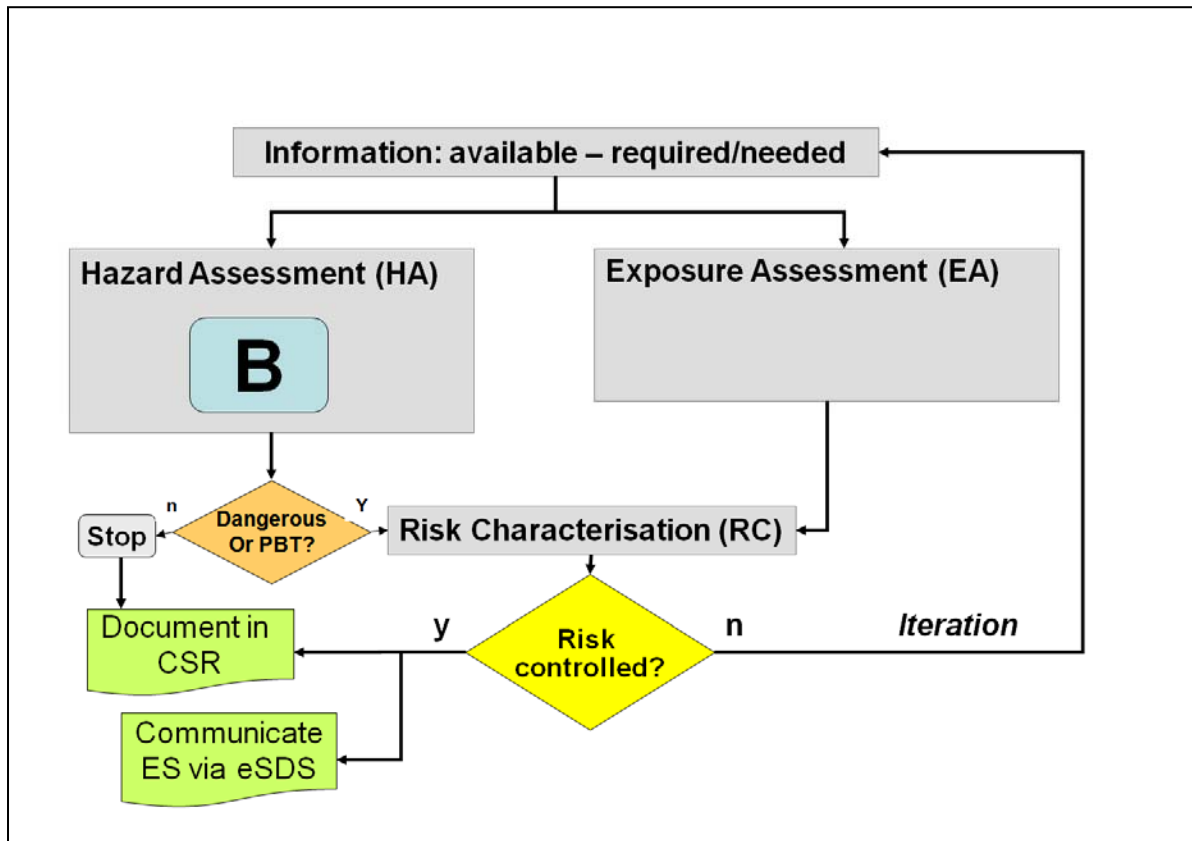 Information: available – required/needed
Hazard Assessment (HA)
Exposure Assessment (EA)
B
n
Y
Stop
Dangerous
Or PBT?
Risk Characterisation (RC)
Document in
CSR
y
Risk
controlled?
n
Iteration
Communicate
ES via eSDS